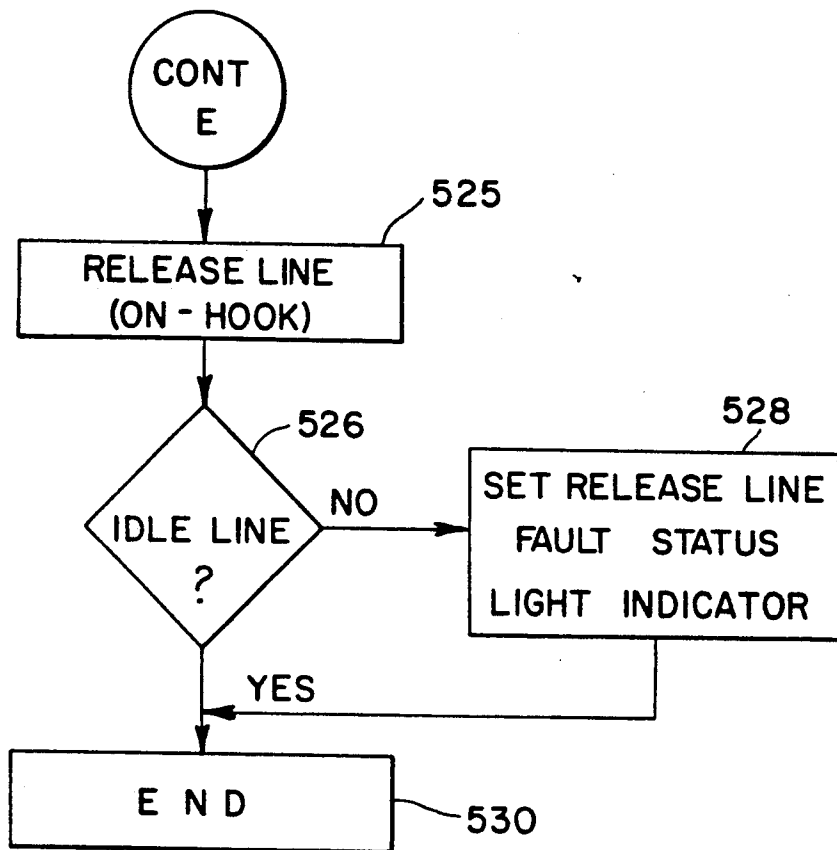 CONT
E
525
RELEASE LINE
(ON-HOOK)
526
IDLE LINE
?
NO
528
SET RELEASE LINE
FAULT STATUS
LIGHT INDICATOR
YES
END
530